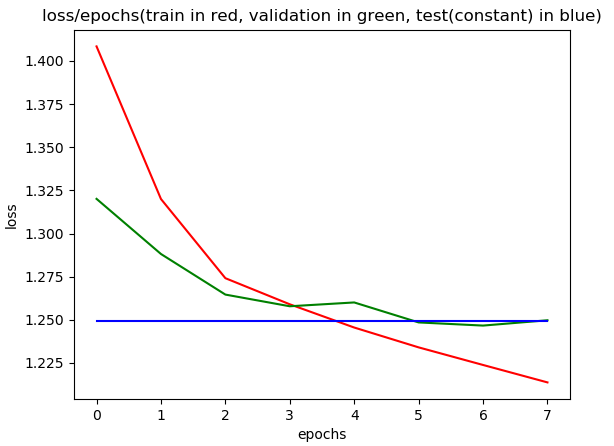 loss/epochs(train in red, validation in green, test(constant) in blue)
1.400
1.375
1.350
1.325
1.300
1.275
1.250
1.225
loss
0 1 2 3 4 5 6 7
epochs